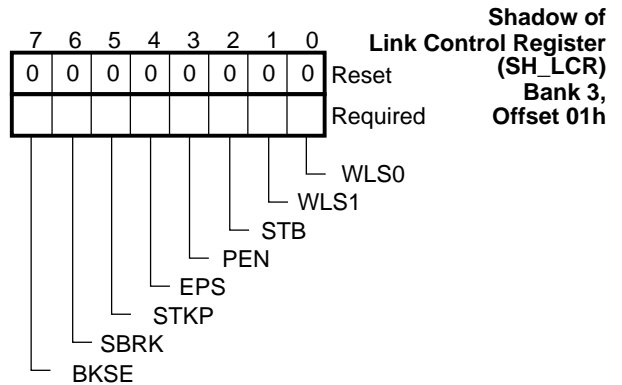 Shadow of
Link Control Register
(SH_LCR)
Bank 3,
Offset 01h
7 6 5 4 3 2 1 0
0 0 0 0 0 0 0 0 Reset
Required
WLS0
WLS1
STB
PEN
EPS
STKP
SBRK
BKSE